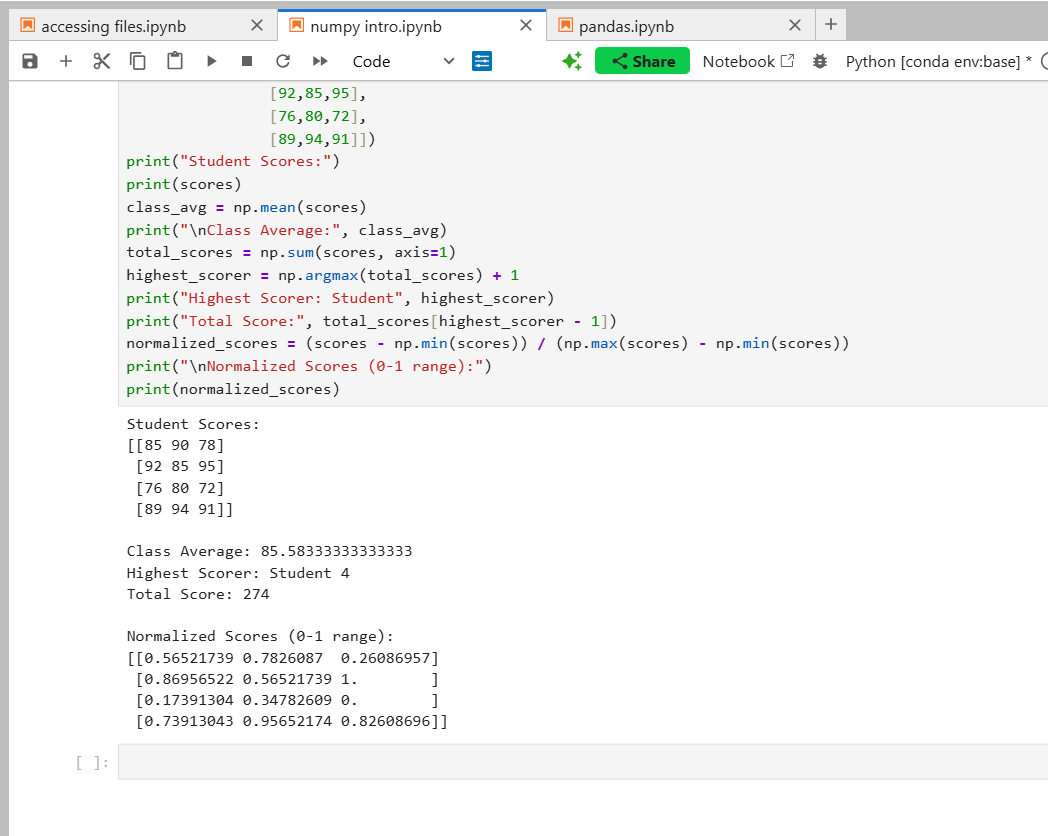 accessing files.ipynb
numpy intro.ipynb
pandas.ipynb
Code
Share
Notebook
Python [conda env:base] *
[92,85,95],
[76,80,72],
[89,94,91]])
print("Student Scores:")
print(scores)
class_avg = np.mean(scores)
print("\nClass Average:", class_avg)
total_scores = np.sum(scores, axis=1)
highest_scorer = np.argmax(total_scores) + 1
print("Highest Scorer: Student", highest_scorer)
print("Total Score:", total_scores[highest_scorer - 1])
normalized_scores = (scores - np.min(scores)) / (np.max(scores) - np.min(scores))
print("\nNormalized Scores (0-1 range):")
print(normalized_scores)
Student Scores:
[[85 90 78]
 [92 85 95]
 [76 80 72]
 [89 94 91]]
Class Average: 85.58333333333333
Highest Scorer: Student 4
Total Score: 274
Normalized Scores (0-1 range):
[[0.56521739 0.7826087  0.26086957]
 [0.86956522 0.56521739 1.        ]
 [0.17391304 0.34782609 0.        ]
 [0.73913043 0.95652174 0.82608696]]
[ ]: